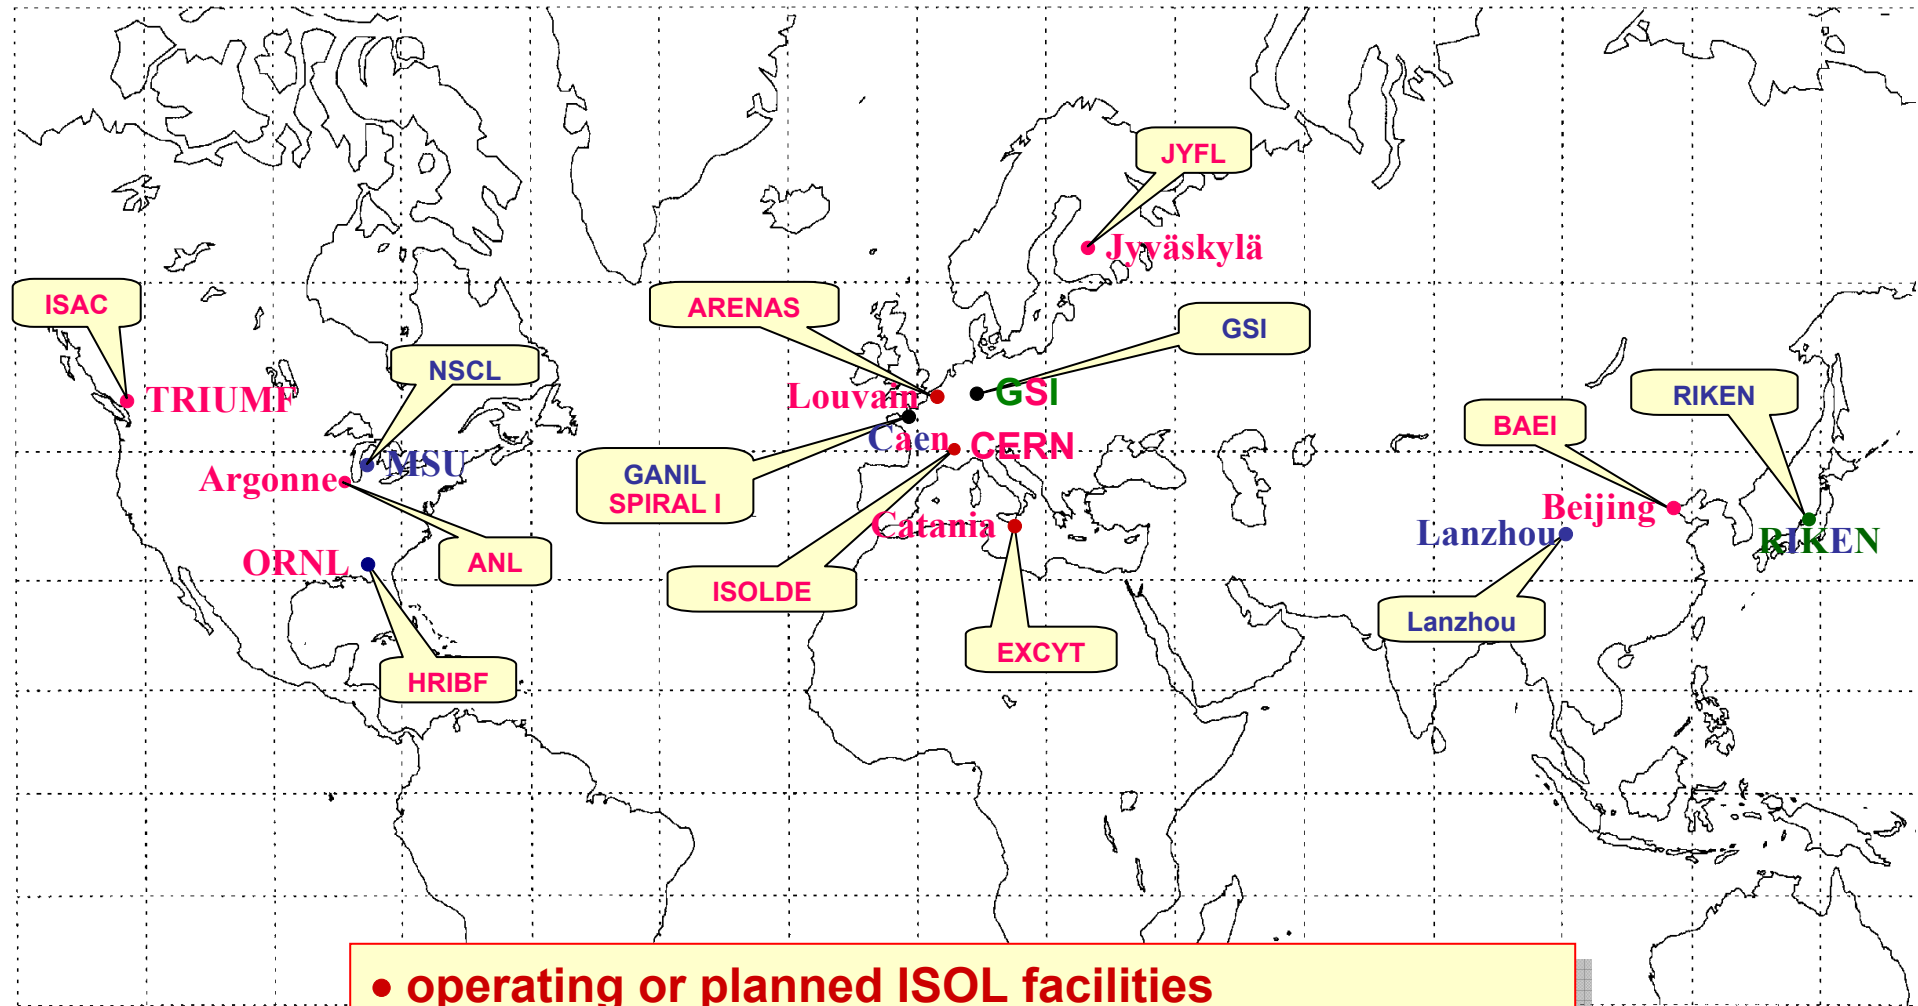 JYFL
Jyväskylä
ISAC
ARENAS
GSI
NSCL
TRIUMF
Louvain
GSI
RIKEN
BAEI
Caen
CERN
MSU
Argonne
GANIL
SPIRAL I
Catania
Beijing
Lanzhou
RIKEN
ORNL
ANL
ISOLDE
Lanzhou
EXCYT
HRIBF
• operating or planned ISOL facilities